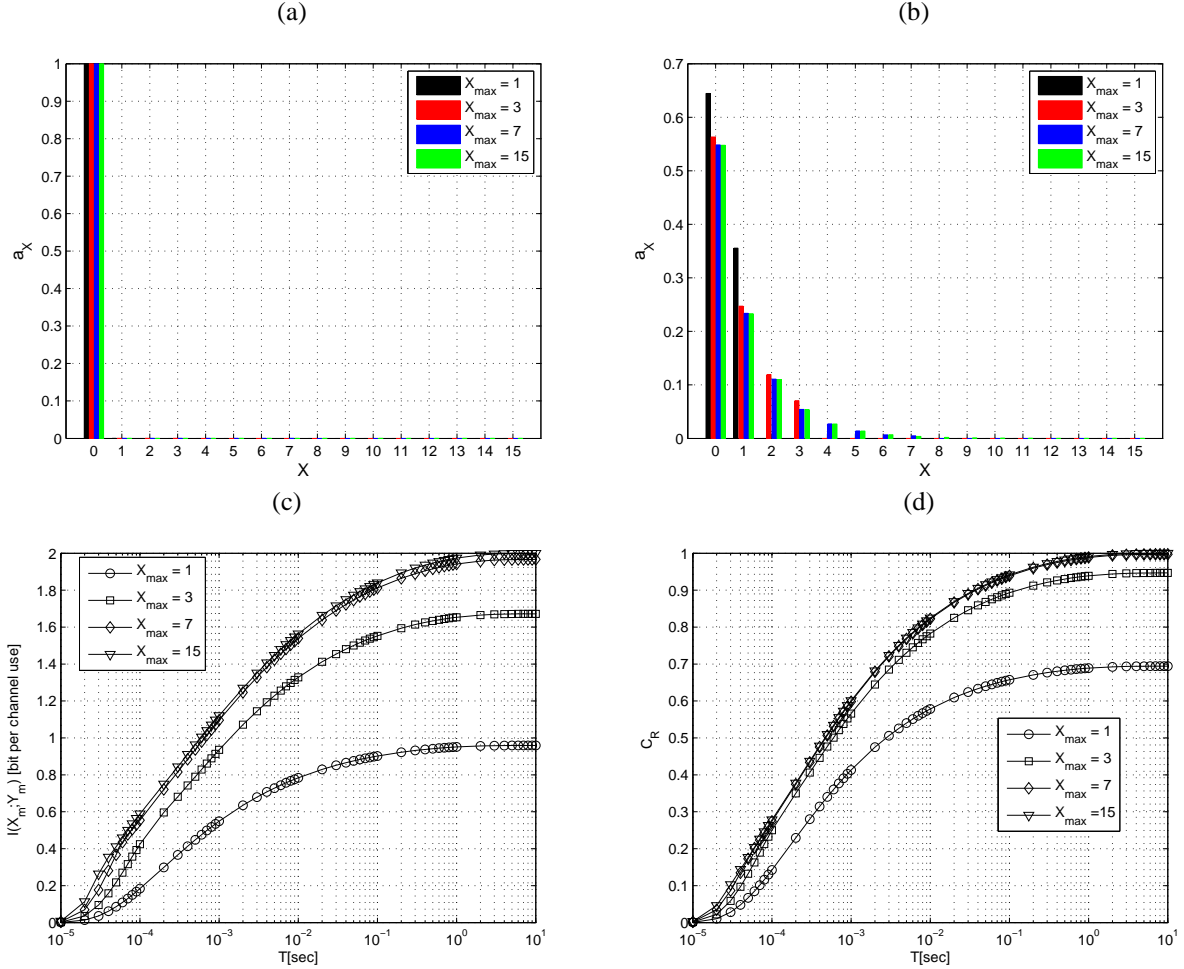 (a)
1
0.9
0.8
0.7
0.6
0.5
0.4
0.3
0.2
0.1
0
a_X
0 1 2 3 4 5 6 7 8 9 10 11 12 13 14 15
X
X_max = 1
X_max = 3
X_max = 7
X_max = 15
(b)
0.7
0.6
0.5
0.4
0.3
0.2
0.1
0
a_X
0 1 2 3 4 5 6 7 8 9 10 11 12 13 14 15
X
X_max = 1
X_max = 3
X_max = 7
X_max = 15
(c)
2
1.8
1.6
1.4
1.2
1
0.8
0.6
0.4
0.2
0
I(X_m;Y_m) [bit per channel use]
10^-5 10^-4 10^-3 10^-2 10^-1 10^0 10^1
T[sec]
X_max = 1
X_max = 3
X_max = 7
X_max = 15
(d)
1
0.9
0.8
0.7
0.6
0.5
0.4
0.3
0.2
0.1
0
C_R
10^-5 10^-4 10^-3 10^-2 10^-1 10^0 10^1
T[sec]
X_max = 1
X_max = 3
X_max = 7
X_max =15